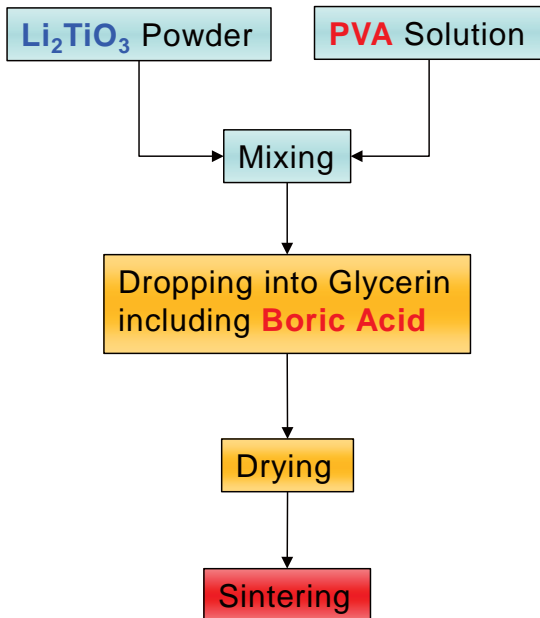 Li₂TiO₃ Powder
PVA Solution
Mixing
Dropping into Glycerin
including Boric Acid
Drying
Sintering